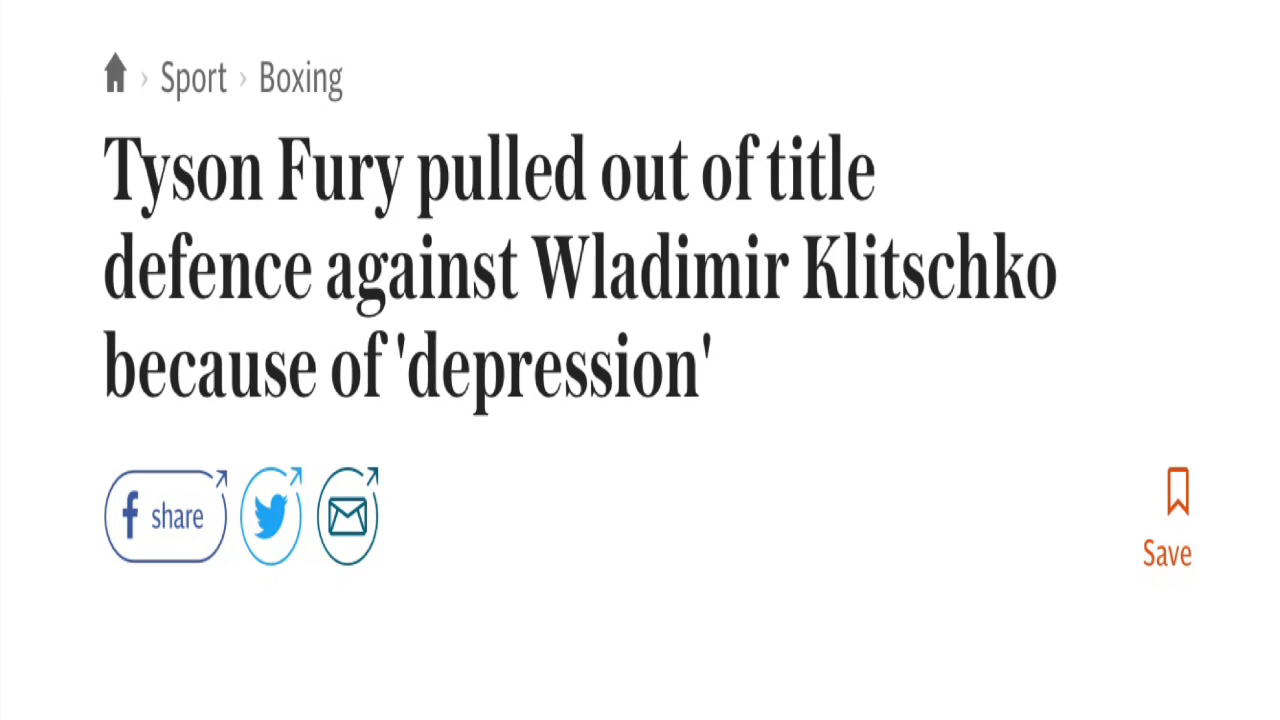 Sport › Boxing
Tyson Fury pulled out of title
defence against Wladimir Klitschko
because of 'depression'
f share
Save